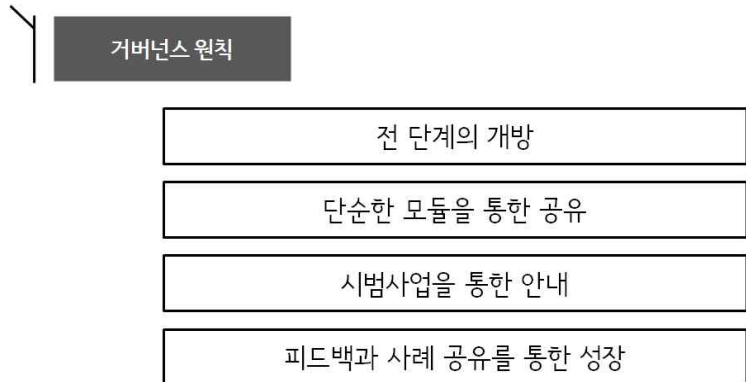 거버넌스 원칙
전 단계의 개방
단순한 모듈을 통한 공유
시범사업을 통한 안내
피드백과 사례 공유를 통한 성장